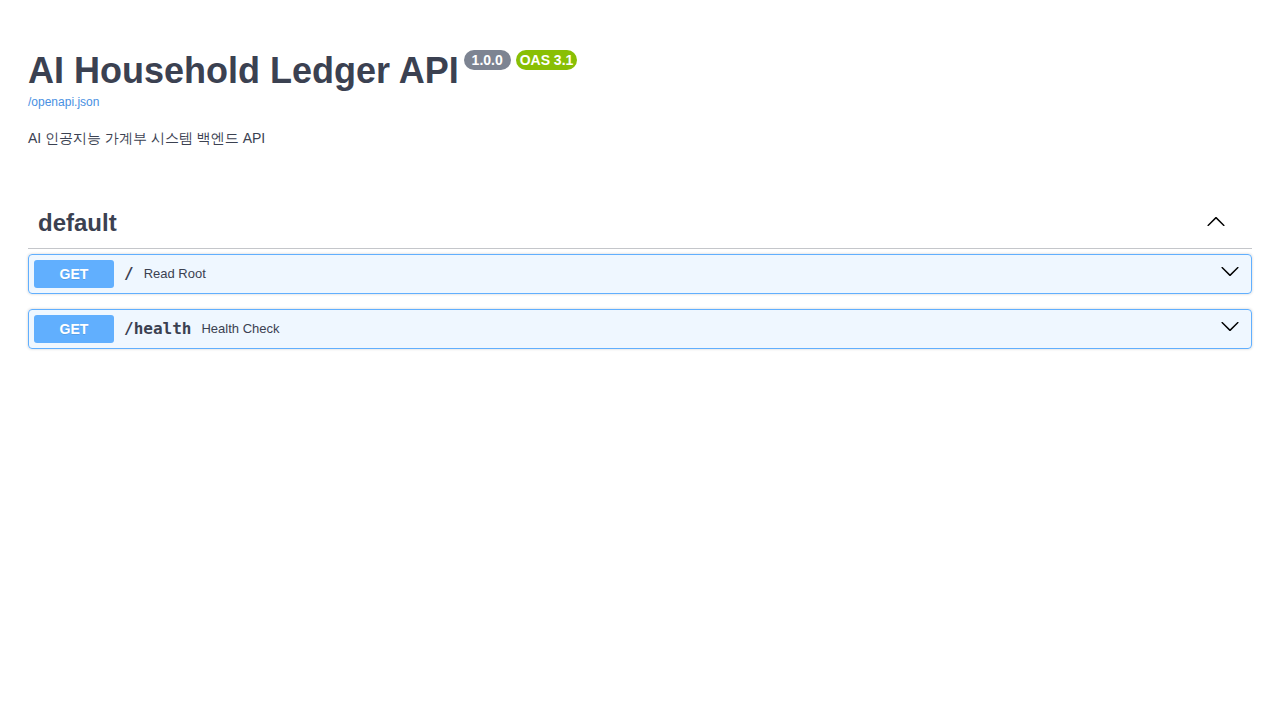 AI Household Ledger API 1.0.0 OAS 3.1
/openapi.json
AI 인공지능 가계부 시스템 백엔드 API
default
GET / Read Root
GET /health Health Check